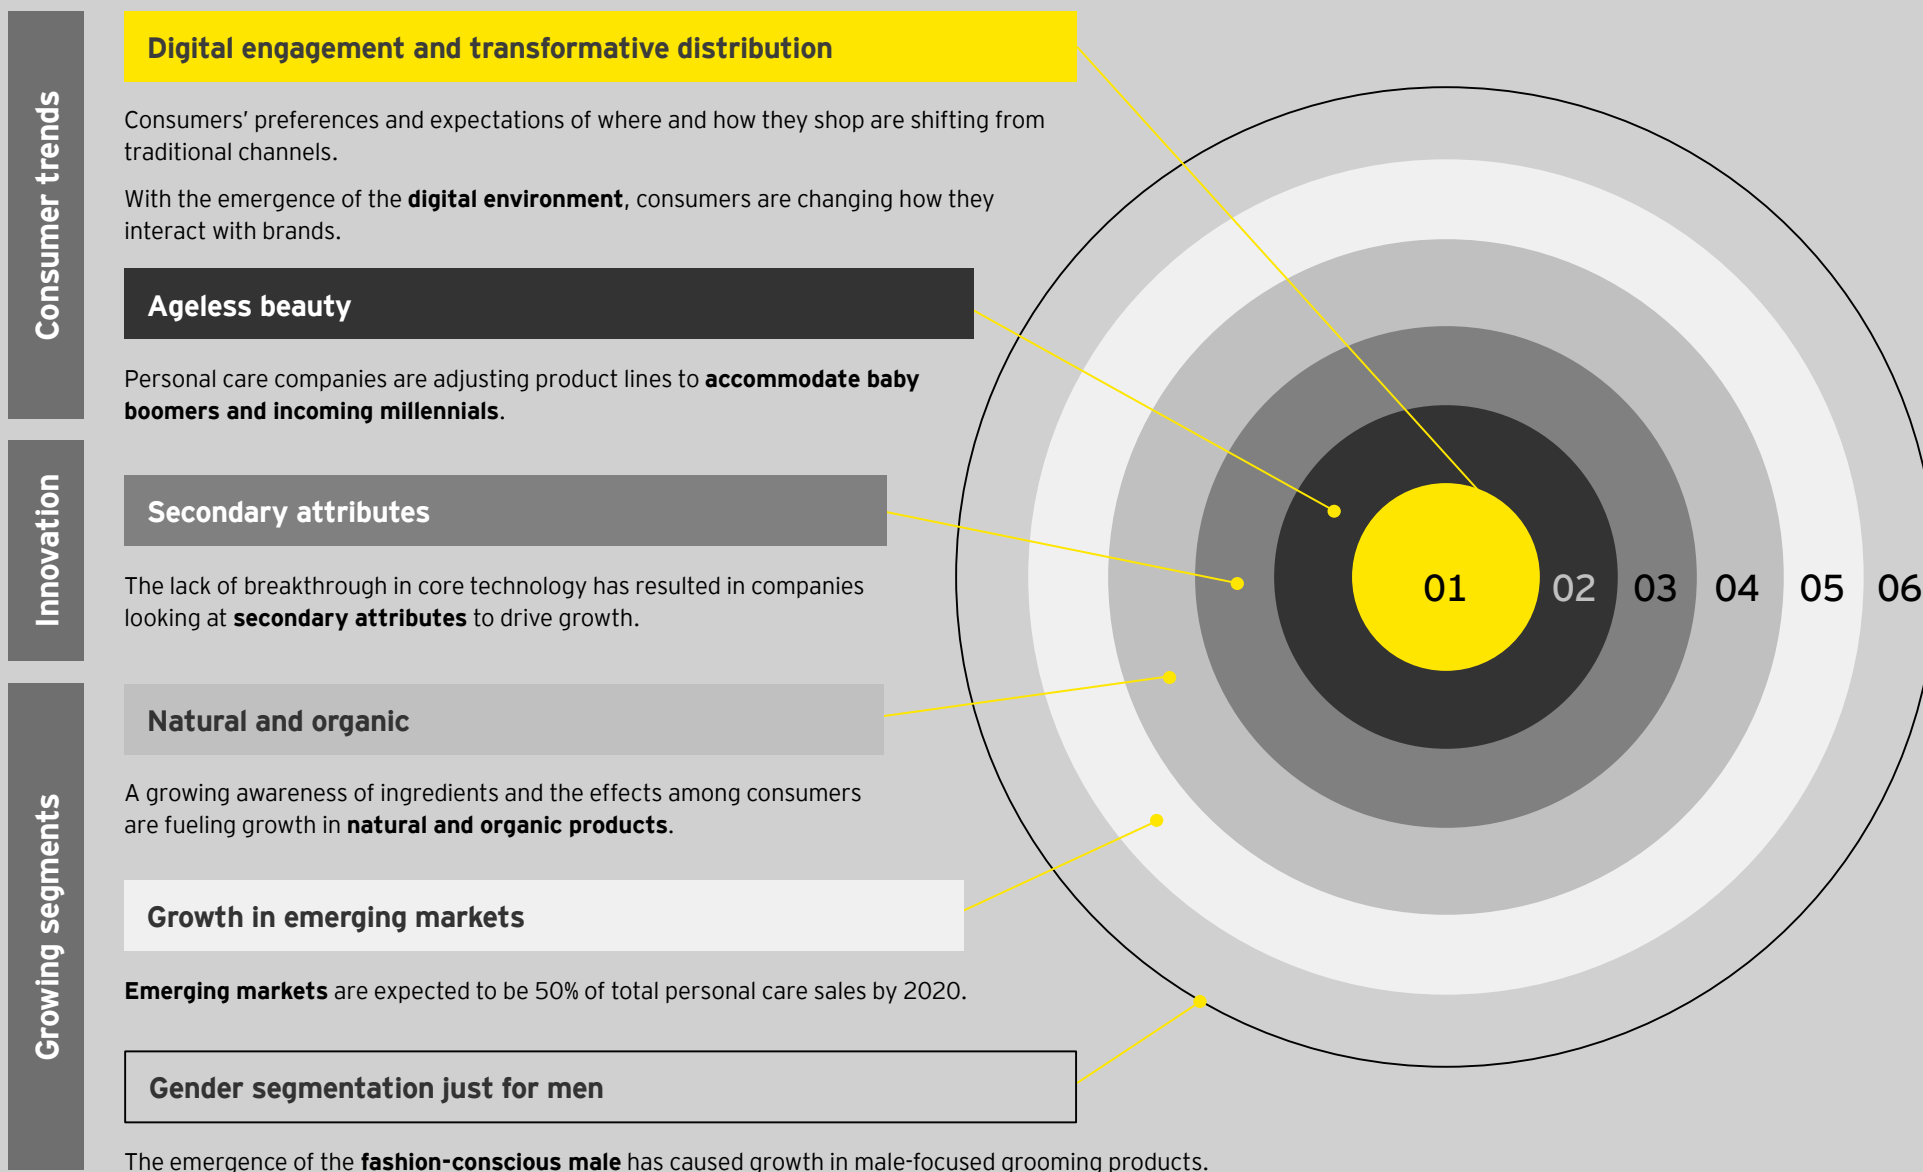 Consumer trends
Digital engagement and transformative distribution
Consumers’ preferences and expectations of where and how they shop are shifting from
traditional channels.
With the emergence of the digital environment, consumers are changing how they
interact with brands.
Ageless beauty
Personal care companies are adjusting product lines to accommodate baby
boomers and incoming millennials.
Innovation
Secondary attributes
The lack of breakthrough in core technology has resulted in companies
looking at secondary attributes to drive growth.
Growing segments
Natural and organic
A growing awareness of ingredients and the effects among consumers
are fueling growth in natural and organic products.
Growth in emerging markets
Emerging markets are expected to be 50% of total personal care sales by 2020.
Gender segmentation just for men
The emergence of the fashion-conscious male has caused growth in male-focused grooming products.
01 02 03 04 05 06